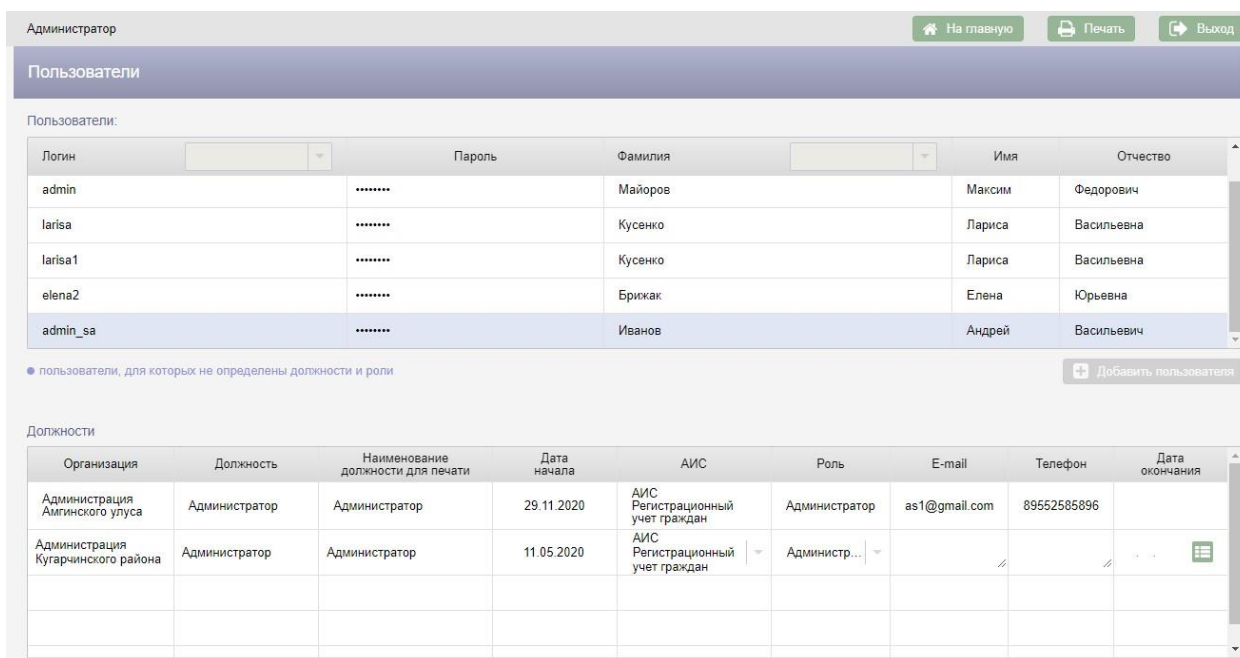 Администратор
На главную
Печать
Выход
Пользователи
Пользователи:
Логин Пароль Фамилия Имя Отчество
admin •••••••• Майоров Максим Федорович
larisa •••••••• Кусенко Лариса Васильевна
larisa1 •••••••• Кусенко Лариса Васильевна
elena2 •••••••• Брижак Елена Юрьевна
admin_sa •••••••• Иванов Андрей Васильевич
пользователи, для которых не определены должности и роли
Добавить пользователя
Должности
Организация
Должность
Наименование
должности для печати
Дата
начала
АИС
Роль
E-mail
Телефон
Дата
окончания
Администрация
Амгинского улуса
Администратор
Администратор
29.11.2020
АИС
Регистрационный
учет граждан
Администратор
as1@gmail.com
89552585896
Администрация
Кугарчинского района
Администратор
Администратор
11.05.2020
АИС
Регистрационный
учет граждан
Администр...
. .